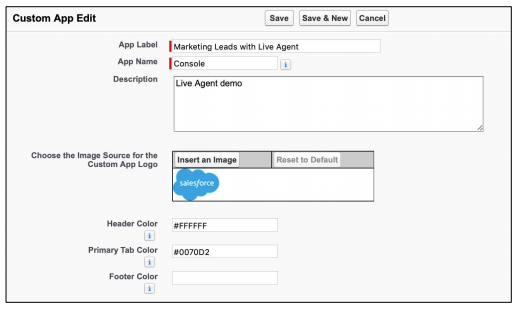 Custom App Edit Save Save & New Cancel
App Label Marketing Leads with Live Agent
App Name Console i
Description Live Agent demo
Choose the Image Source for the
Custom App Logo
Insert an Image Reset to Default
salesforce
Header Color #FFFFFF
i
Primary Tab Color #0070D2
i
Footer Color
i